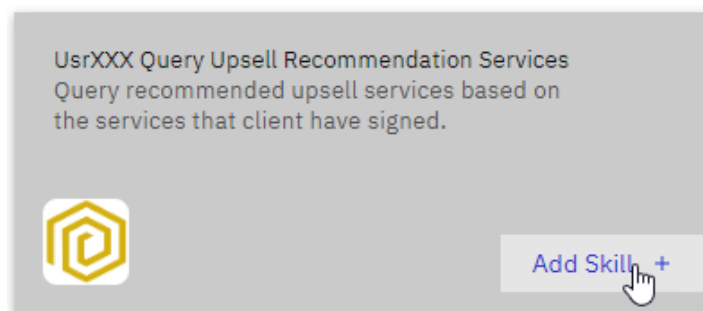 UsrXXX Query Upsell Recommendation Services
Query recommended upsell services based on
the services that client have signed.
Add Skill +